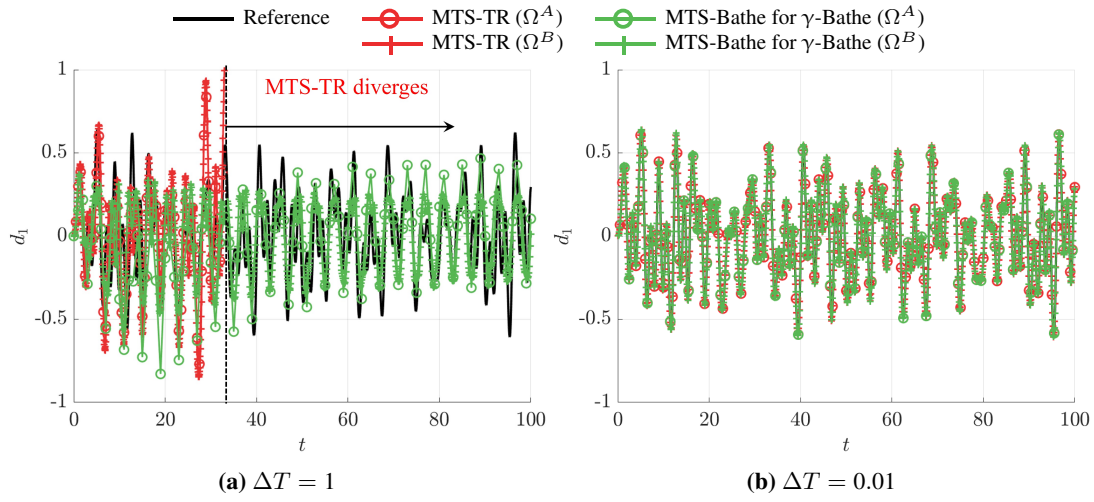 Reference
MTS-TR (Ω^A)
MTS-TR (Ω^B)
MTS-Bathe for γ-Bathe (Ω^A)
MTS-Bathe for γ-Bathe (Ω^B)
1
0.5
0
-0.5
-1
d₁
MTS-TR diverges
0 20 40 60 80 100
t
(a) ΔT = 1
1
0.5
0
-0.5
-1
d₁
0 20 40 60 80 100
t
(b) ΔT = 0.01